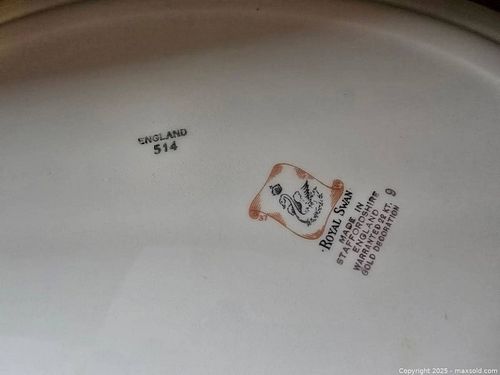 ENGLAND
514
ROYAL SWAN
MADE IN
STAFFORDSHIRE
ENGLAND
WARRANTED 22 KT.
GOLD DECORATION
9
Copyright 2025 - maxsold.com